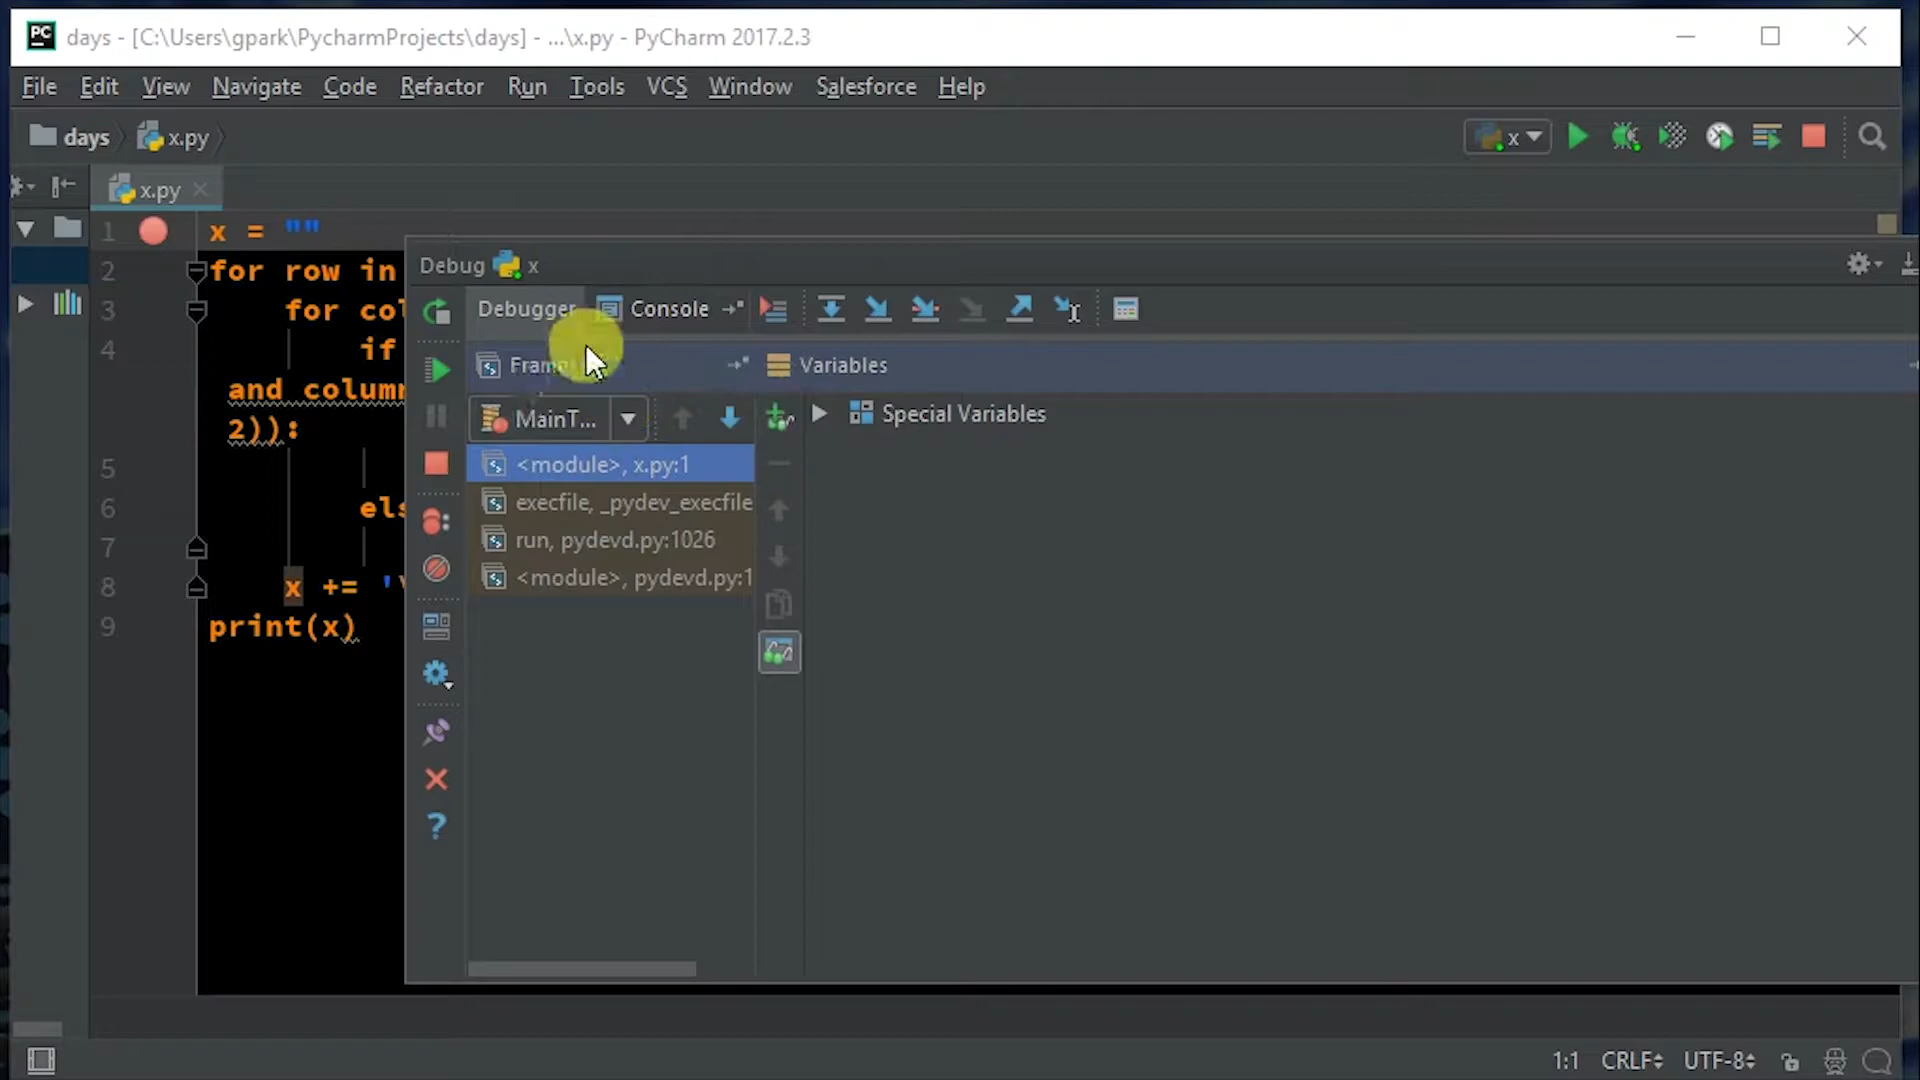 PC days - [C:\Users\gpark\PycharmProjects\days] - ...\x.py - PyCharm 2017.2.3
File Edit View Navigate Code Refactor Run Tools VCS Window Salesforce Help
days x.py x
x.py
1 x = ""
Debug x
2 for row in
Debugger Console
3 for col
4 if
Frame Variables
and column
MainT... Special Variables
2)):
<module>, x.py:1
5
execfile, _pydev_execfile
6 els
run, pydevd.py:1026
7
<module>, pydevd.py:1
8 x += '\
9 print(x)
?
1:1 CRLF UTF-8